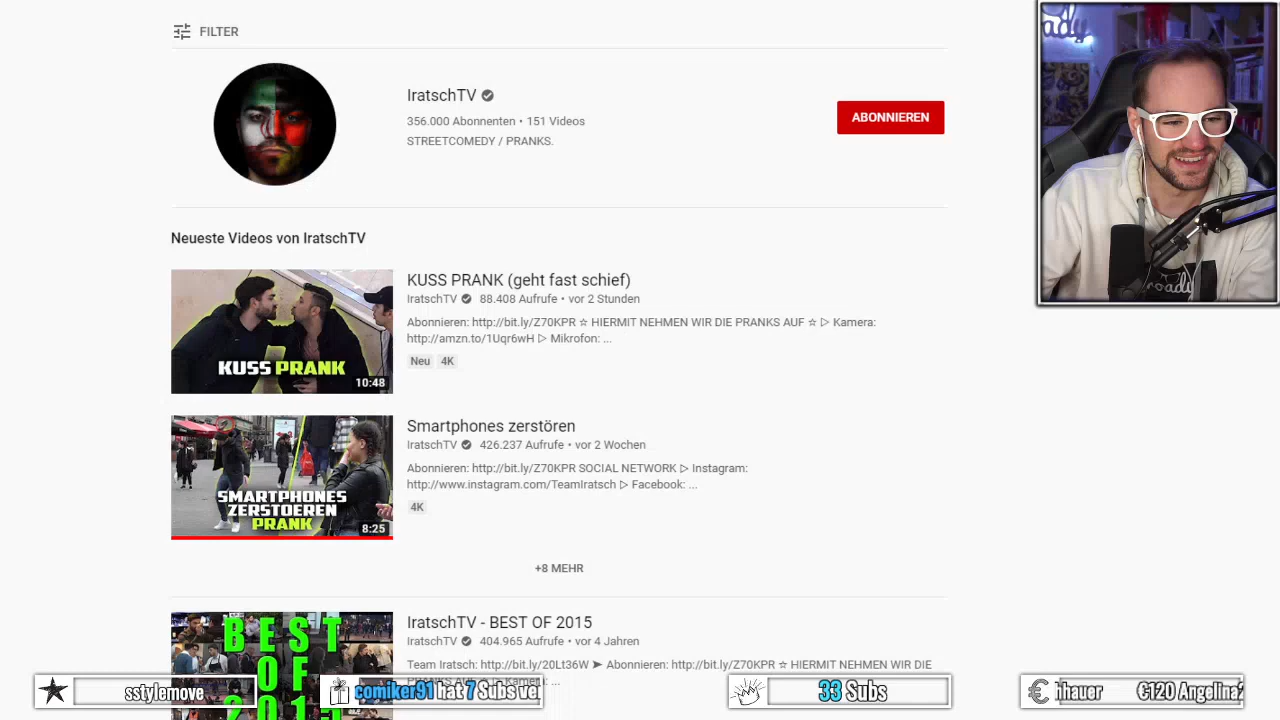 FILTER
IratschTV
356.000 Abonnenten • 151 Videos
STREETCOMEDY / PRANKS.
ABONNIEREN
Neueste Videos von IratschTV
KUSS PRANK
10:48
KUSS PRANK (geht fast schief)
IratschTV 88.408 Aufrufe • vor 2 Stunden
Abonnieren: http://bit.ly/Z70KPR ☆ HIERMIT NEHMEN WIR DIE PRANKS AUF ☆ ▷ Kamera:
http://amzn.to/1Uqr6wH ▷ Mikrofon: ...
Neu 4K
SMARTPHONES
ZERSTOEREN
PRANK
8:25
Smartphones zerstören
IratschTV 426.237 Aufrufe • vor 2 Wochen
Abonnieren: http://bit.ly/Z70KPR SOCIAL NETWORK ▷ Instagram:
http://www.instagram.com/TeamIratsch ▷ Facebook: ...
4K
+8 MEHR
BEST
OF
2015
IratschTV - BEST OF 2015
IratschTV 404.965 Aufrufe • vor 4 Jahren
Team Iratsch: http://bit.ly/20Lt36W ➤ Abonnieren: http://bit.ly/Z70KPR ☆ HIERMIT NEHMEN WIR DIE
sstylemove
comiker91 hat 7 Subs ve
33 Subs
€
nhauer €120 Angelina